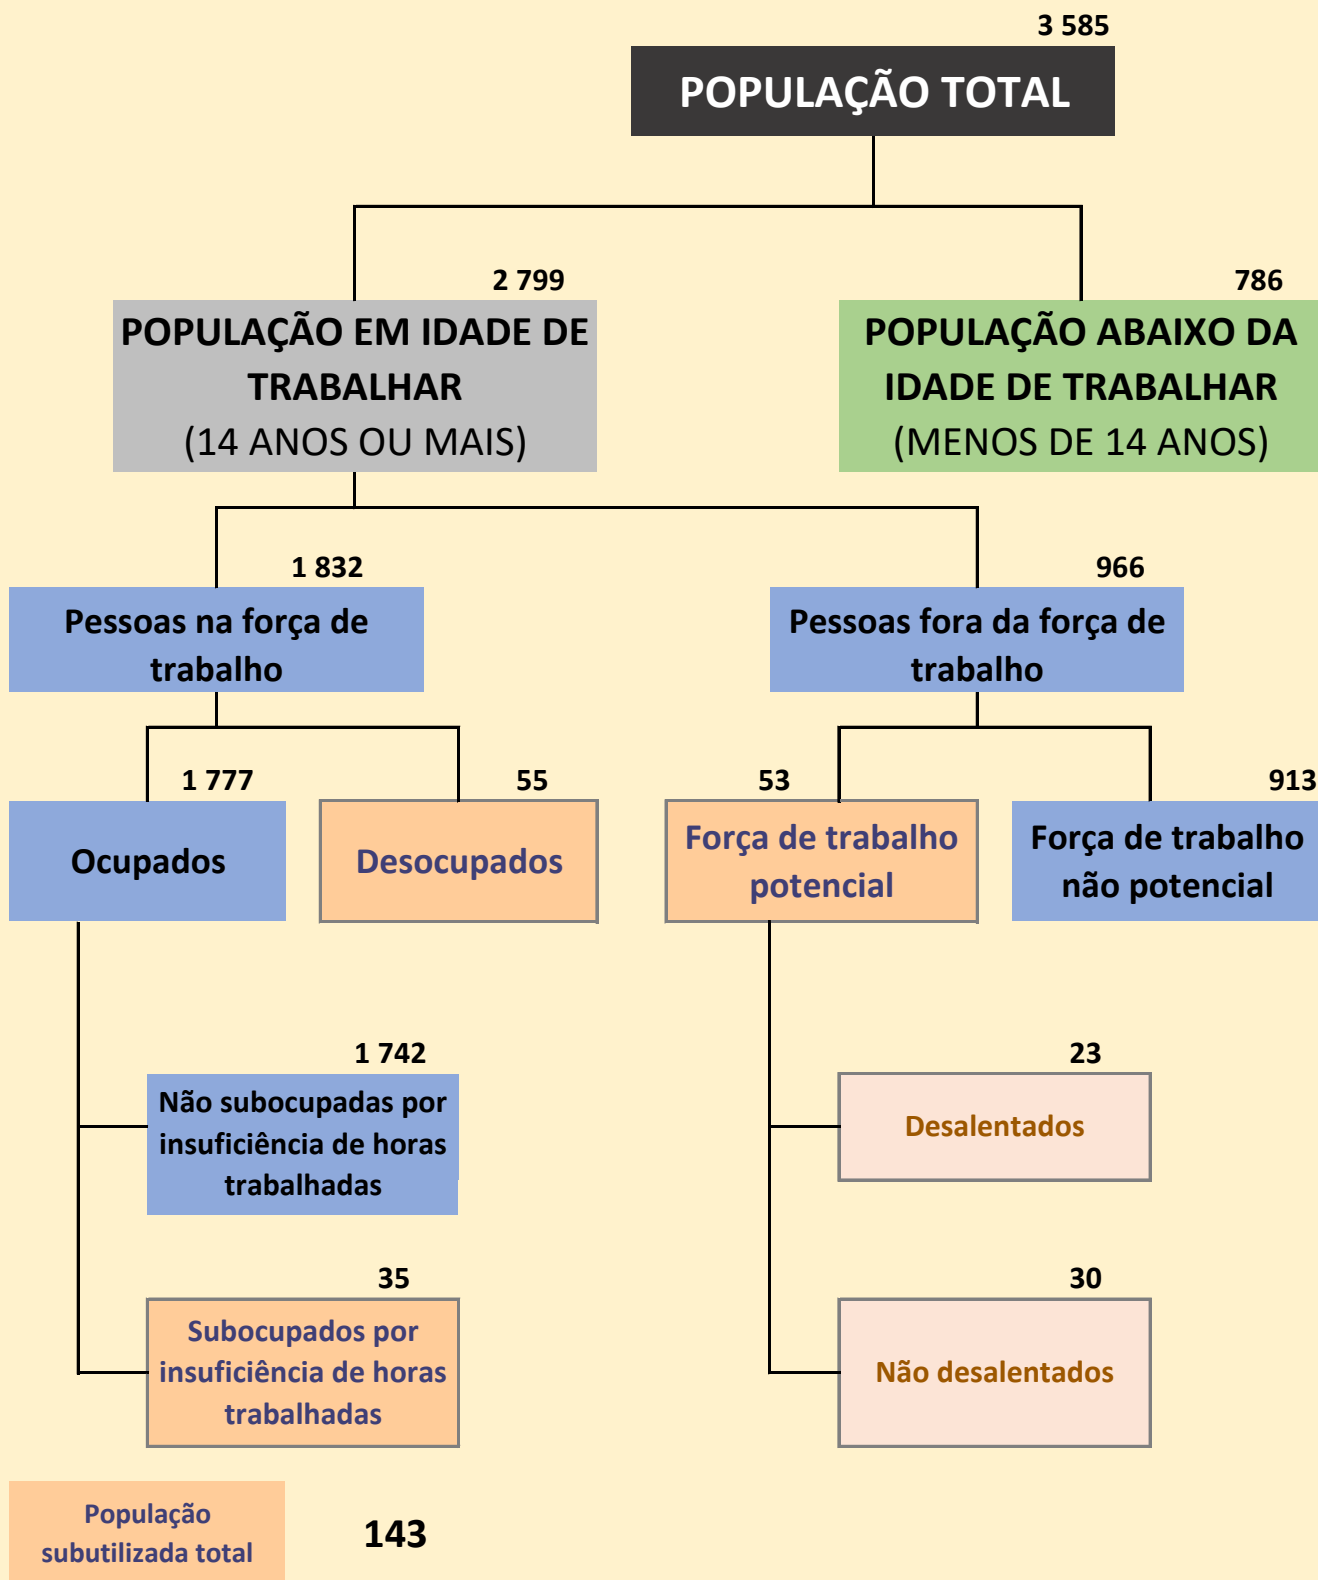 3 585
POPULAÇÃO TOTAL
2 799
POPULAÇÃO EM IDADE DE
TRABALHAR
(14 ANOS OU MAIS)
786
POPULAÇÃO ABAIXO DA
IDADE DE TRABALHAR
(MENOS DE 14 ANOS)
1 832
Pessoas na força de
trabalho
966
Pessoas fora da força de
trabalho
1 777
Ocupados
55
Desocupados
53
Força de trabalho
potencial
913
Força de trabalho
não potencial
1 742
Não subocupadas por
insuficiência de horas
trabalhadas
23
Desalentados
35
Subocupados por
insuficiência de horas
trabalhadas
30
Não desalentados
População
subutilizada total
143